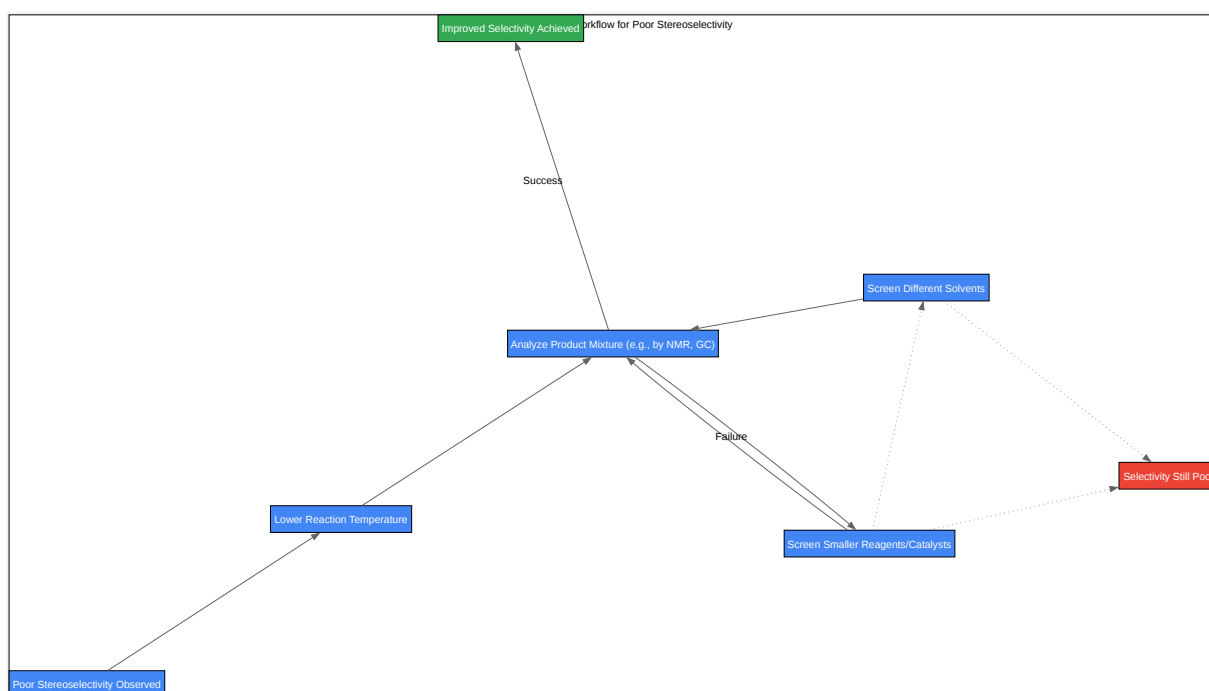 Improved Selectivity Achieved
orkflow for Poor Stereoselectivity
Success
Screen Different Solvents
Analyze Product Mixture (e.g., by NMR, GC)
Failure
Selectivity Still Poo
Lower Reaction Temperature
Screen Smaller Reagents/Catalysts
Poor Stereoselectivity Observed